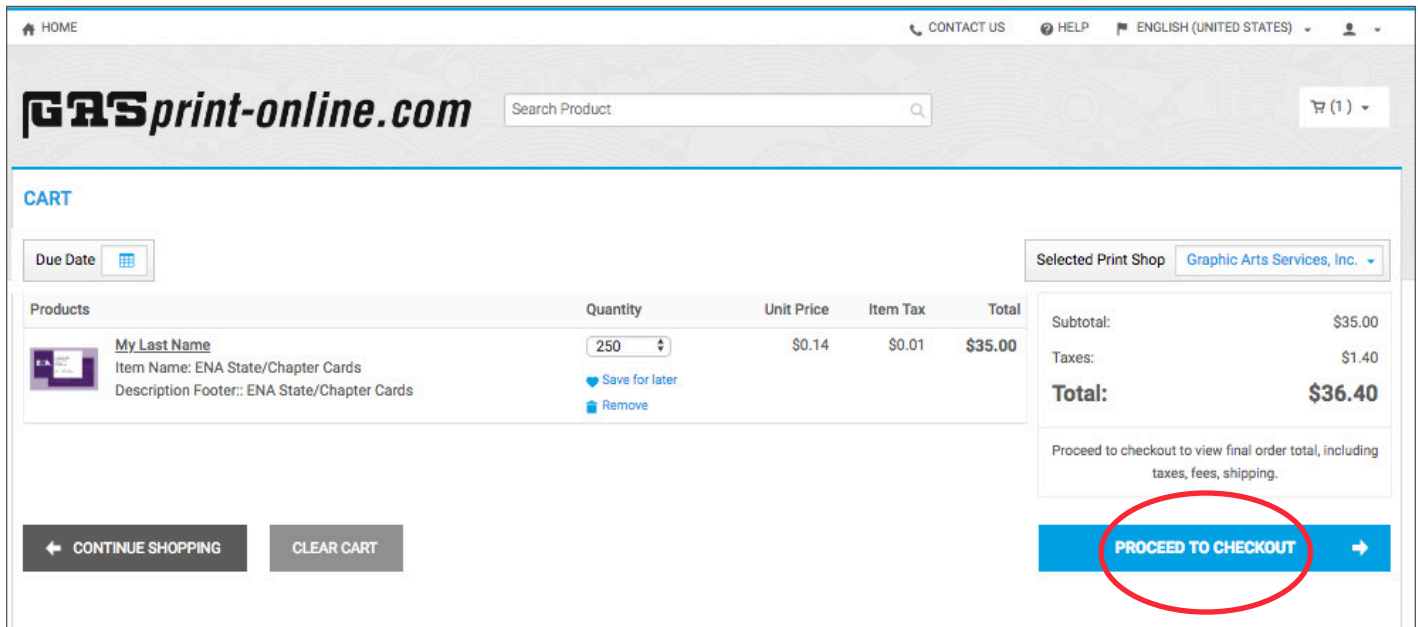 HOME
CONTACT US
HELP
ENGLISH (UNITED STATES)
GASprint-online.com
Search Product
(1)
CART
Due Date
Selected Print Shop
Graphic Arts Services, Inc.
Products Quantity Unit Price Item Tax Total
My Last Name 250 $0.14 $0.01 $35.00
Item Name: ENA State/Chapter Cards
Description Footer:: ENA State/Chapter Cards
Save for later
Remove
Subtotal: $35.00
Taxes: $1.40
Total: $36.40
Proceed to checkout to view final order total, including
taxes, fees, shipping.
CONTINUE SHOPPING
CLEAR CART
PROCEED TO CHECKOUT